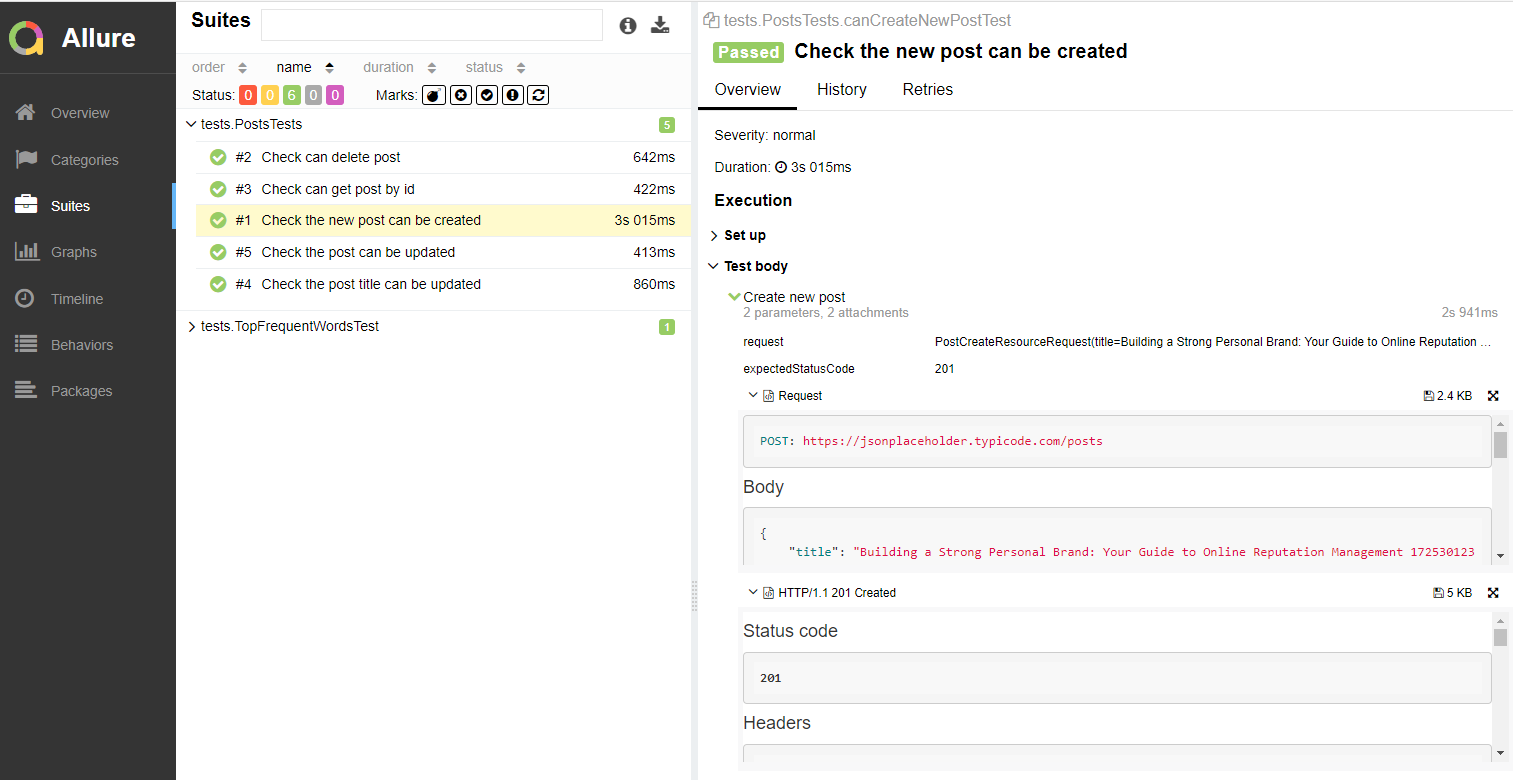 Allure
Overview
Categories
Suites
Graphs
Timeline
Behaviors
Packages
Suites
order name duration status
Status: 0 0 6 0 0 Marks:
tests.PostsTests 5
#2 Check can delete post 642ms
#3 Check can get post by id 422ms
#1 Check the new post can be created 3s 015ms
#5 Check the post can be updated 413ms
#4 Check the post title can be updated 860ms
tests.TopFrequentWordsTest 1
tests.PostsTests.canCreateNewPostTest
Passed Check the new post can be created
Overview History Retries
Severity: normal
Duration: 3s 015ms
Execution
Set up
Test body
Create new post
2 parameters, 2 attachments 2s 941ms
request PostCreateResourceRequest(title=Building a Strong Personal Brand: Your Guide to Online Reputation ...
expectedStatusCode 201
Request 2.4 KB
POST: https://jsonplaceholder.typicode.com/posts
Body
{
"title": "Building a Strong Personal Brand: Your Guide to Online Reputation Management 172530123
HTTP/1.1 201 Created 5 KB
Status code
201
Headers